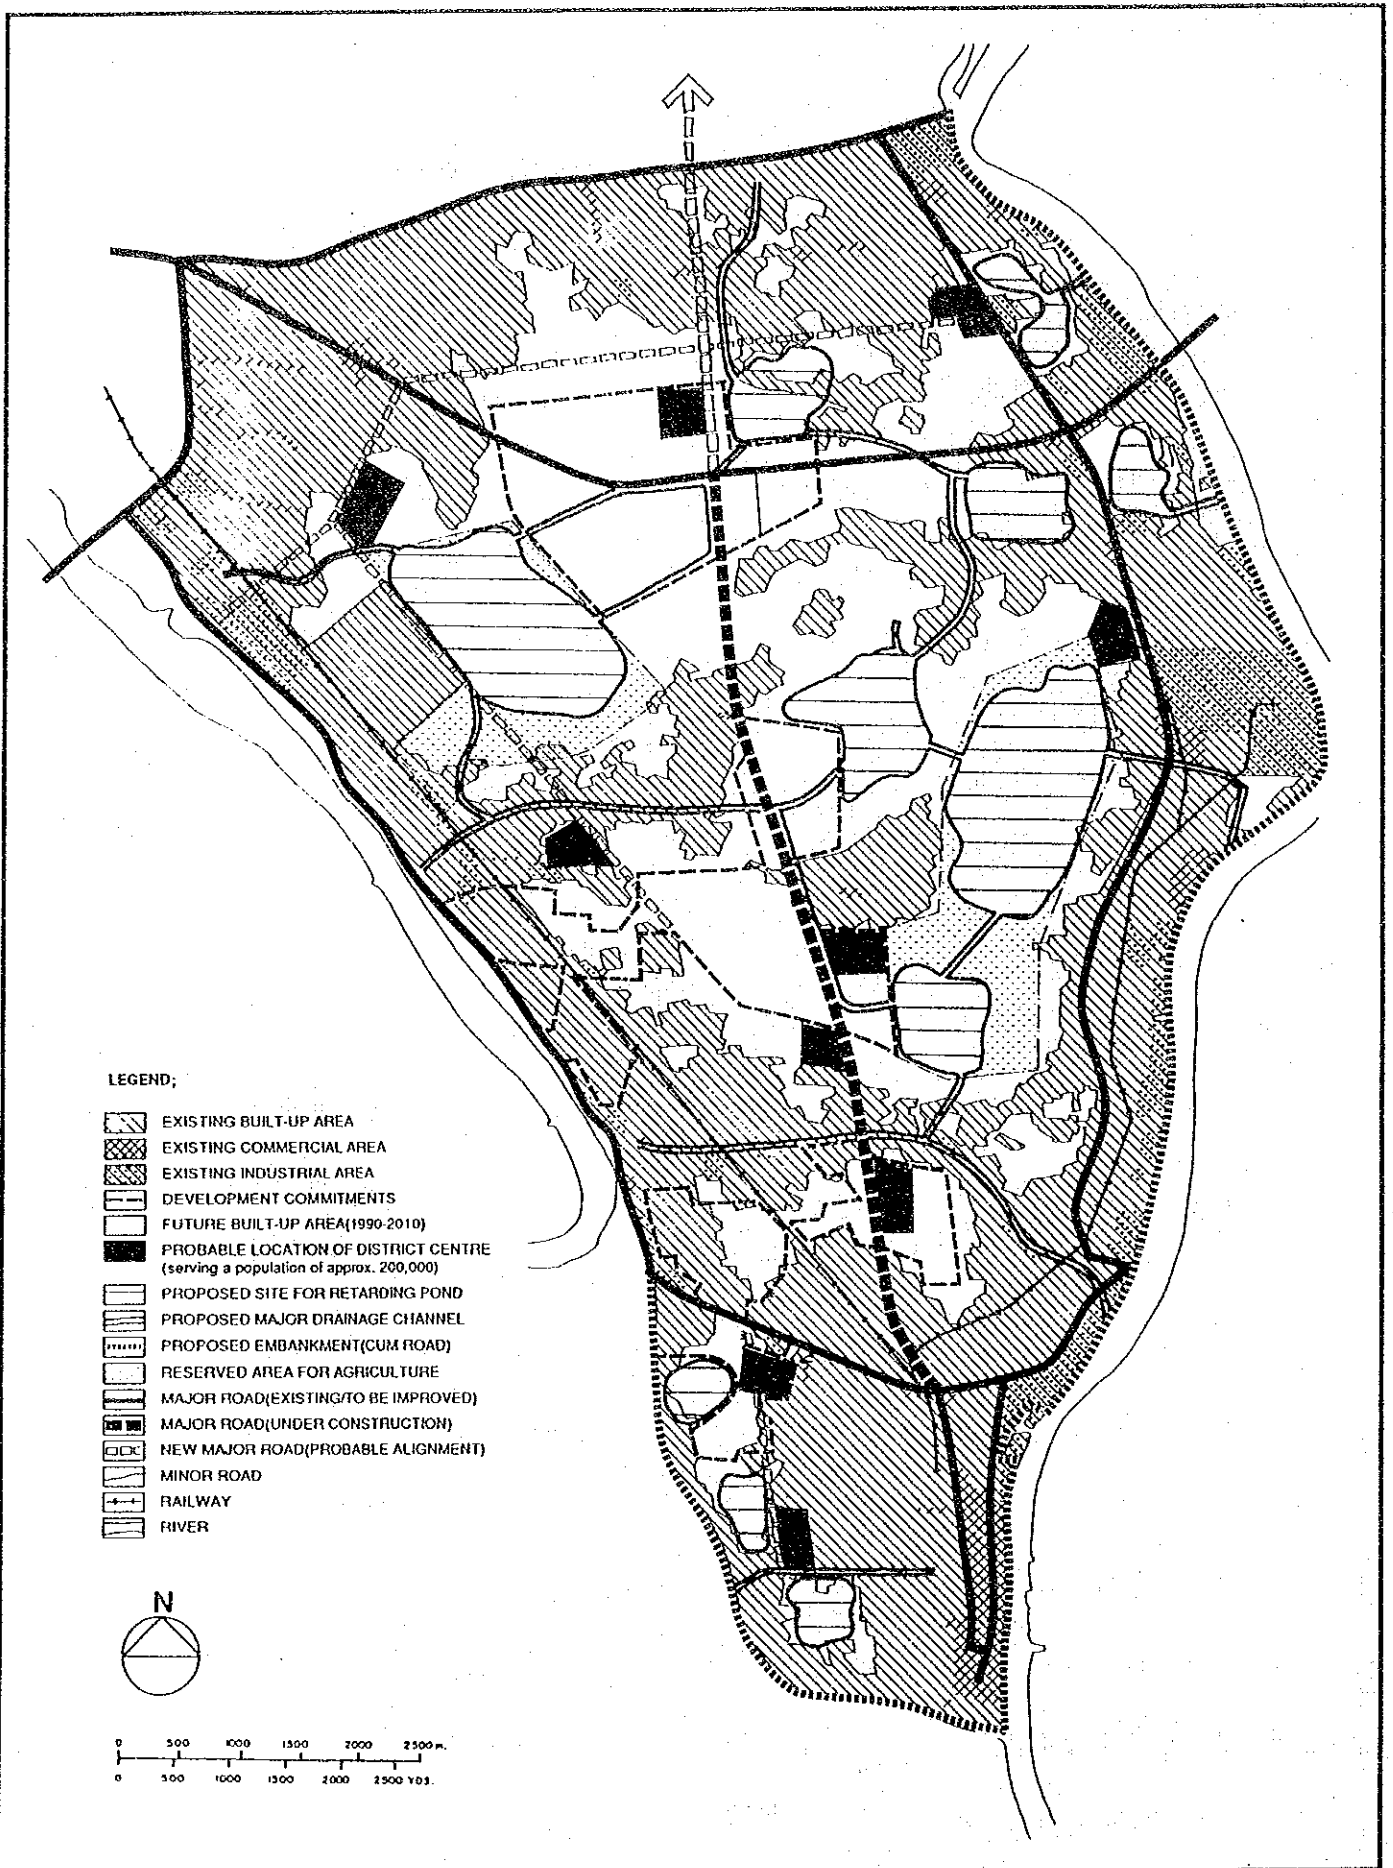 LEGEND;
EXISTING BUILT-UP AREA
EXISTING COMMERCIAL AREA
EXISTING INDUSTRIAL AREA
DEVELOPMENT COMMITMENTS
FUTURE BUILT-UP AREA(1990-2010)
PROBABLE LOCATION OF DISTRICT CENTRE
(serving a population of approx. 200,000)
PROPOSED SITE FOR RETARDING POND
PROPOSED MAJOR DRAINAGE CHANNEL
PROPOSED EMBANKMENT(CUM ROAD)
RESERVED AREA FOR AGRICULTURE
MAJOR ROAD(EXISTING/TO BE IMPROVED)
MAJOR ROAD(UNDER CONSTRUCTION)
NEW MAJOR ROAD(PROBABLE ALIGNMENT)
MINOR ROAD
RAILWAY
RIVER
N
0 500 1000 1500 2000 2500 m.
0 500 1000 1500 2000 2500 YDS.